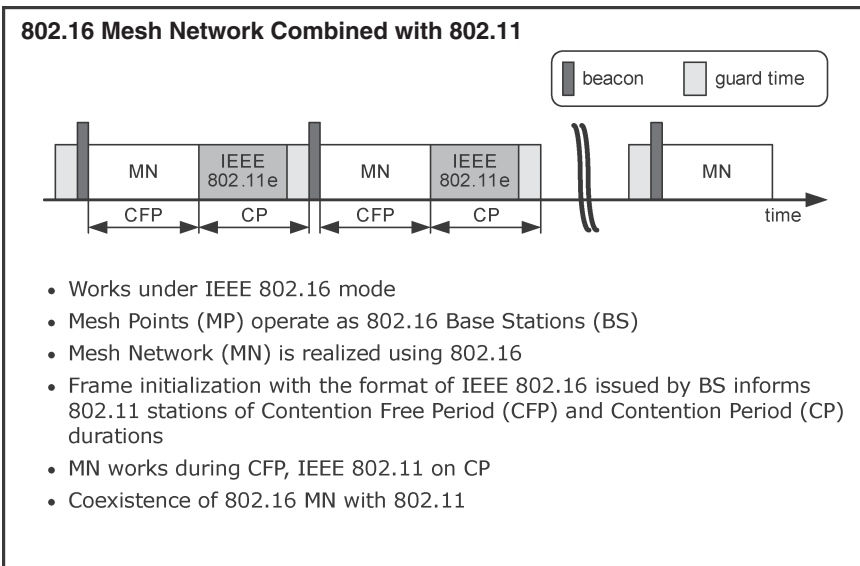 802.16 Mesh Network Combined with 802.11
beacon
guard time
MN
IEEE
802.11e
MN
IEEE
802.11e
MN
CFP
CP
CFP
CP
time
• Works under IEEE 802.16 mode
• Mesh Points (MP) operate as 802.16 Base Stations (BS)
• Mesh Network (MN) is realized using 802.16
• Frame initialization with the format of IEEE 802.16 issued by BS informs
802.11 stations of Contention Free Period (CFP) and Contention Period (CP)
durations
• MN works during CFP, IEEE 802.11 on CP
• Coexistence of 802.16 MN with 802.11